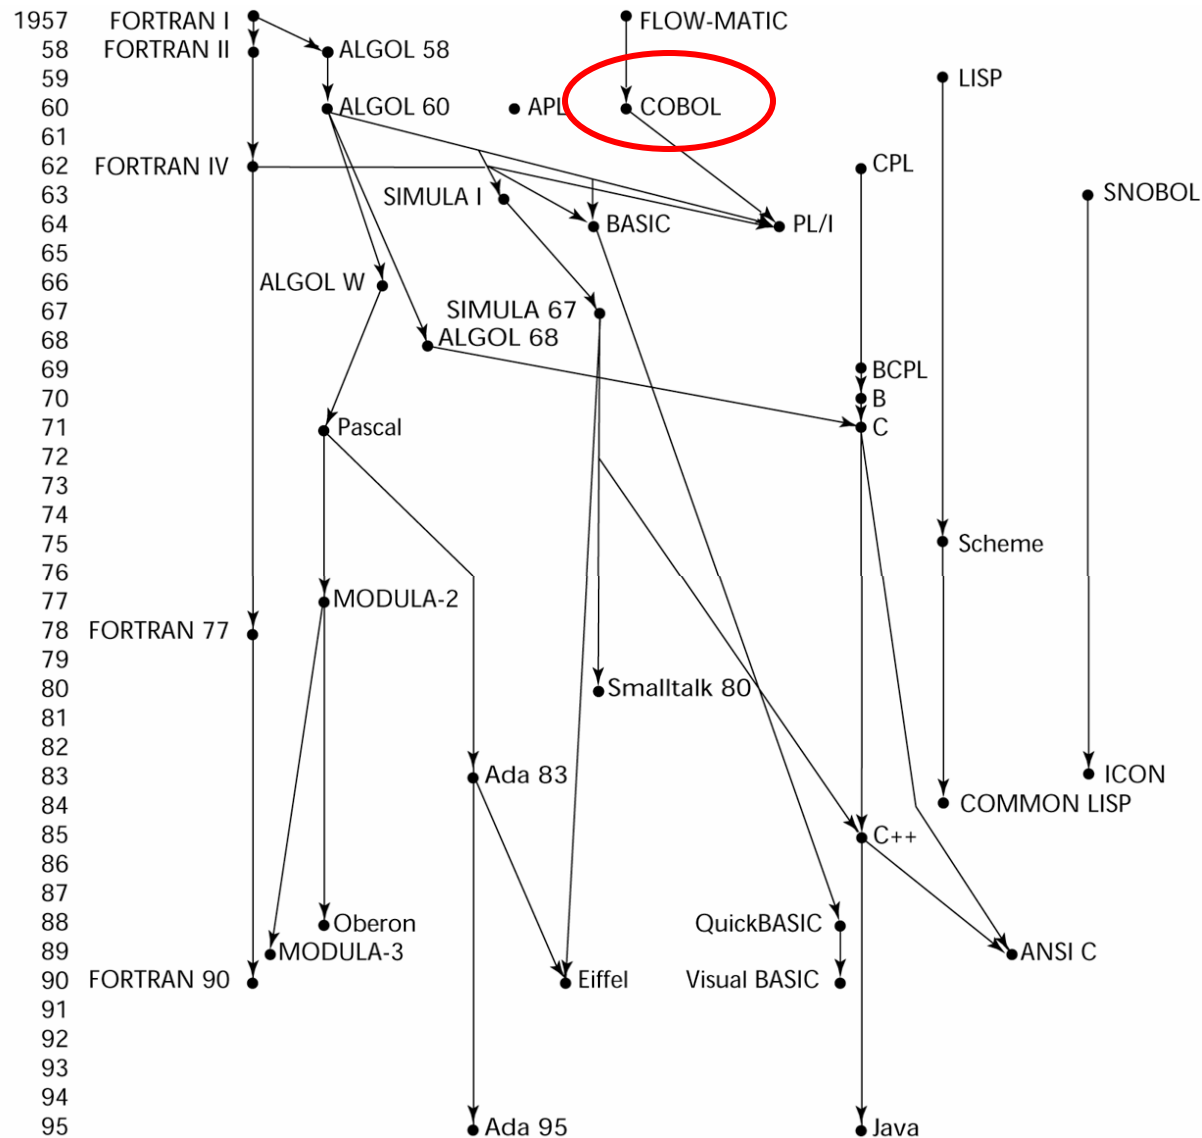 1957 FORTRAN I FLOW-MATIC
58 FORTRAN II ALGOL 58
59 LISP
60 ALGOL 60 APL COBOL
61
62 FORTRAN IV CPL
63 SIMULA I SNOBOL
64 BASIC PL/I
65
66 ALGOL W
67 SIMULA 67
68 ALGOL 68
69 BCPL
70 B
71 Pascal C
72
73
74
75 Scheme
76
77 MODULA-2
78 FORTRAN 77
79
80 Smalltalk 80
81
82
83 Ada 83 ICON
84 COMMON LISP
85 C++
86
87
88 Oberon QuickBASIC
89 MODULA-3 ANSI C
90 FORTRAN 90 Eiffel Visual BASIC
91
92
93
94
95 Ada 95 Java